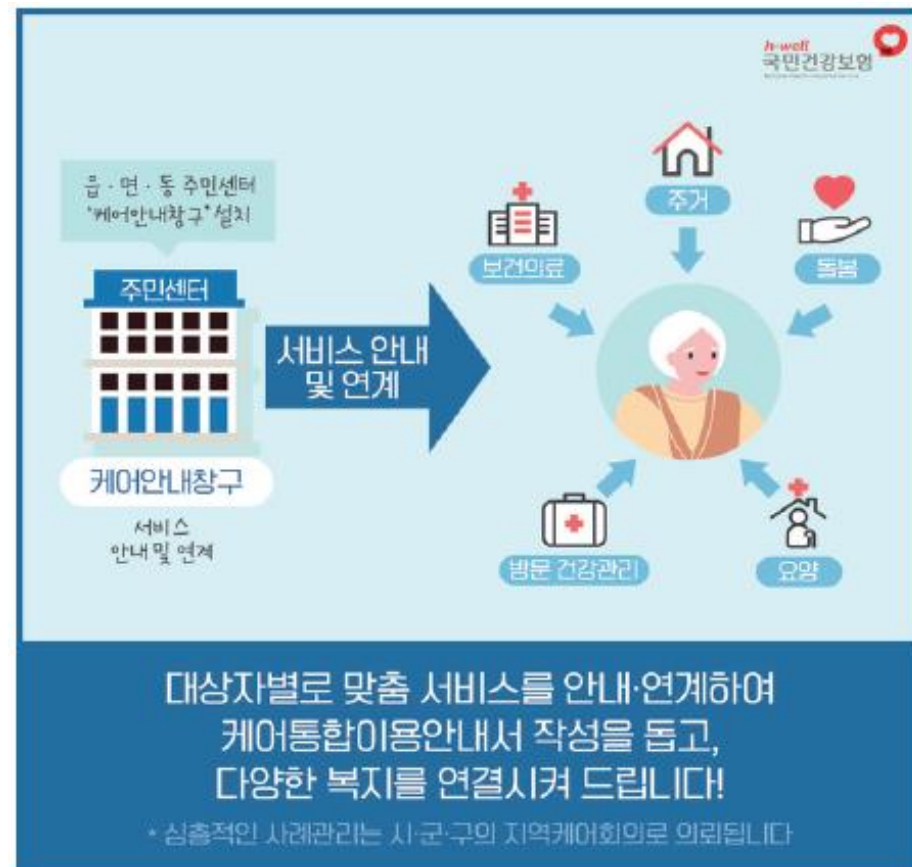 h-well
국민건강보험
읍·면·동 주민센터
"케어안내창구" 설치
주민센터
케어안내창구
서비스
안내 및 연계
서비스 안내
및 연계
주거
보건의료
돌봄
방문 건강관리
요양
대상자별로 맞춤 서비스를 안내·연계하여
케어통합이용안내서 작성을 돕고,
다양한 복지를 연결시켜 드립니다!
* 심층적인 사례관리는 시·군·구의 지역케어회의로 의뢰됩니다